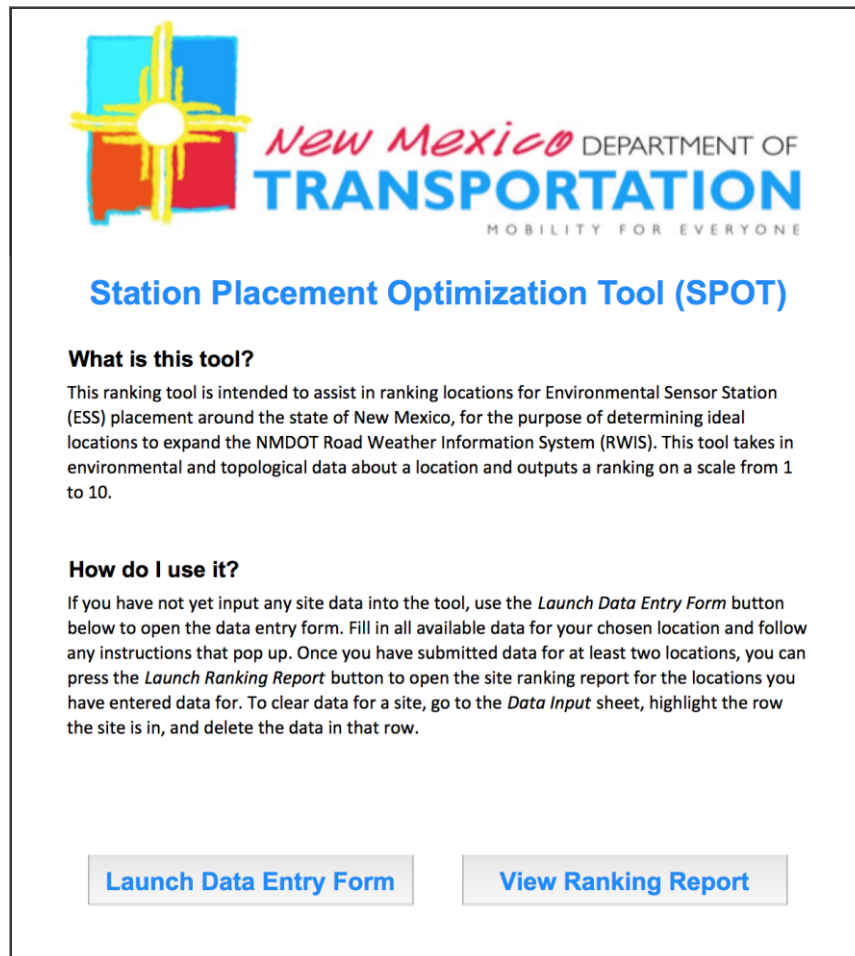 New Mexico DEPARTMENT OF
TRANSPORTATION
MOBILITY FOR EVERYONE
Station Placement Optimization Tool (SPOT)
What is this tool?
This ranking tool is intended to assist in ranking locations for Environmental Sensor Station
(ESS) placement around the state of New Mexico, for the purpose of determining ideal
locations to expand the NMDOT Road Weather Information System (RWIS). This tool takes in
environmental and topological data about a location and outputs a ranking on a scale from 1
to 10.
How do I use it?
If you have not yet input any site data into the tool, use the Launch Data Entry Form button
below to open the data entry form. Fill in all available data for your chosen location and follow
any instructions that pop up. Once you have submitted data for at least two locations, you can
press the Launch Ranking Report button to open the site ranking report for the locations you
have entered data for. To clear data for a site, go to the Data Input sheet, highlight the row
the site is in, and delete the data in that row.
Launch Data Entry Form
View Ranking Report